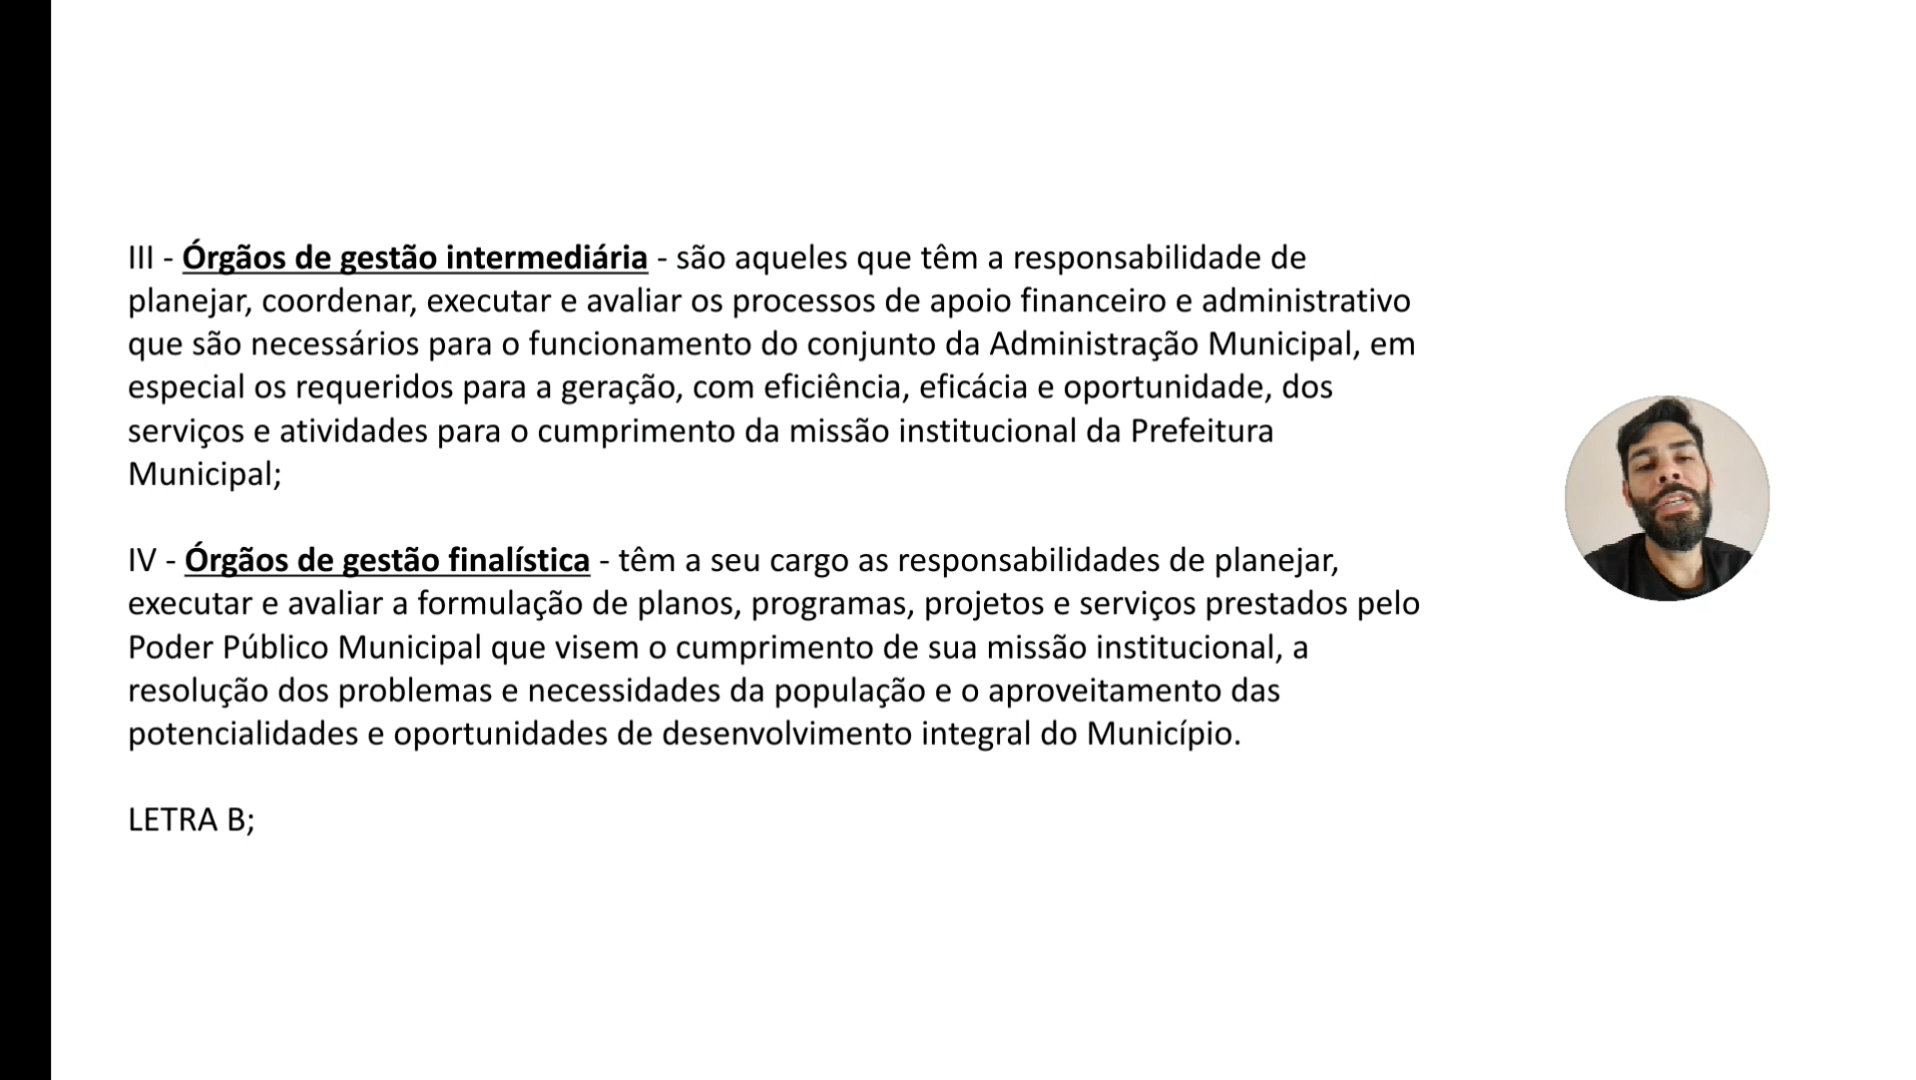 III - Órgãos de gestão intermediária - são aqueles que têm a responsabilidade de
planejar, coordenar, executar e avaliar os processos de apoio financeiro e administrativo
que são necessários para o funcionamento do conjunto da Administração Municipal, em
especial os requeridos para a geração, com eficiência, eficácia e oportunidade, dos
serviços e atividades para o cumprimento da missão institucional da Prefeitura
Municipal;
IV - Órgãos de gestão finalística - têm a seu cargo as responsabilidades de planejar,
executar e avaliar a formulação de planos, programas, projetos e serviços prestados pelo
Poder Público Municipal que visem o cumprimento de sua missão institucional, a
resolução dos problemas e necessidades da população e o aproveitamento das
potencialidades e oportunidades de desenvolvimento integral do Município.
LETRA B;